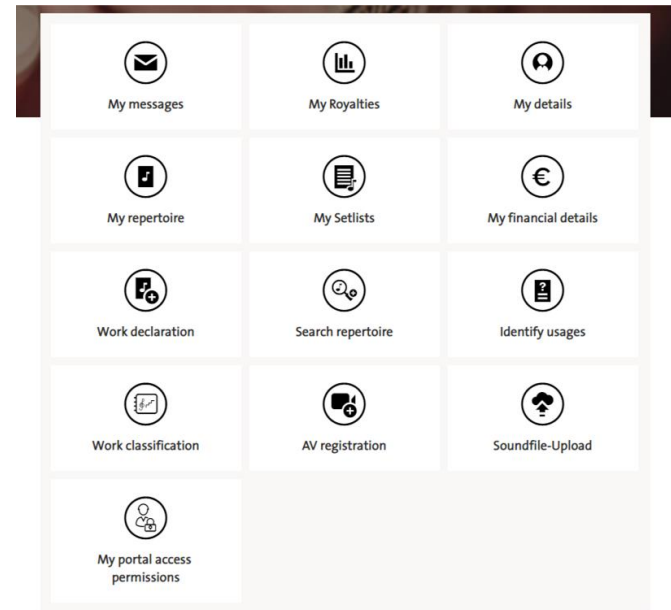 My messages
My Royalties
My details
My repertoire
My Setlists
My financial details
Work declaration
Search repertoire
Identify usages
Work classification
AV registration
Soundfile-Upload
My portal access
permissions